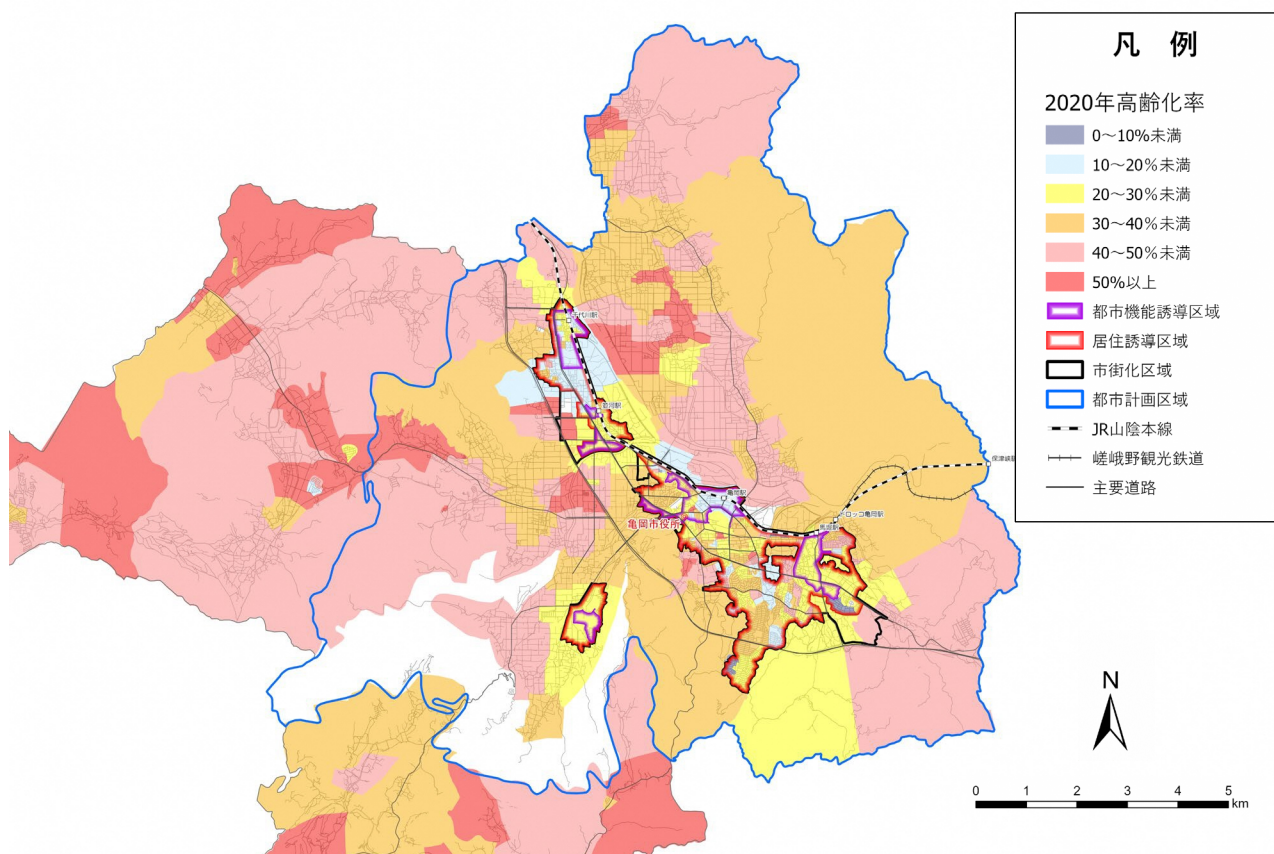 凡 例
2020年高齢化率
0～10%未満
10～20%未満
20～30%未満
30～40%未満
40～50%未満
50%以上
都市機能誘導区域
居住誘導区域
市街化区域
都市計画区域
JR山陰本線
嵯峨野観光鉄道
主要道路
千代川駅
並河駅
亀岡駅
亀岡市役所
トロッコ亀岡駅
馬堀駅
保津峡駅
N
0 1 2 3 4 5
km